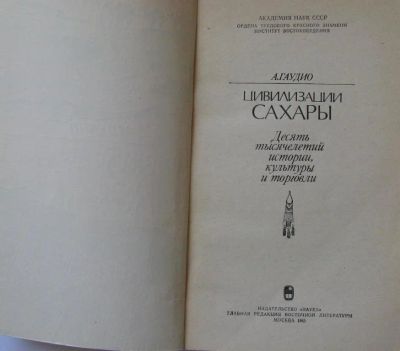 АКАДЕМИЯ НАУК СССР
ОРДЕНА ТРУДОВОГО КРАСНОГО ЗНАМЕНИ
ИНСТИТУТ ВОСТОКОВЕДЕНИЯ
А.ГАУДИО
ЦИВИЛИЗАЦИИ
САХАРЫ
Десять
тысячелетий
истории,
культуры
и торговли
ИЗДАТЕЛЬСТВО «НАУКА»
ГЛАВНАЯ РЕДАКЦИЯ ВОСТОЧНОЙ ЛИТЕРАТУРЫ
МОСКВА 1985